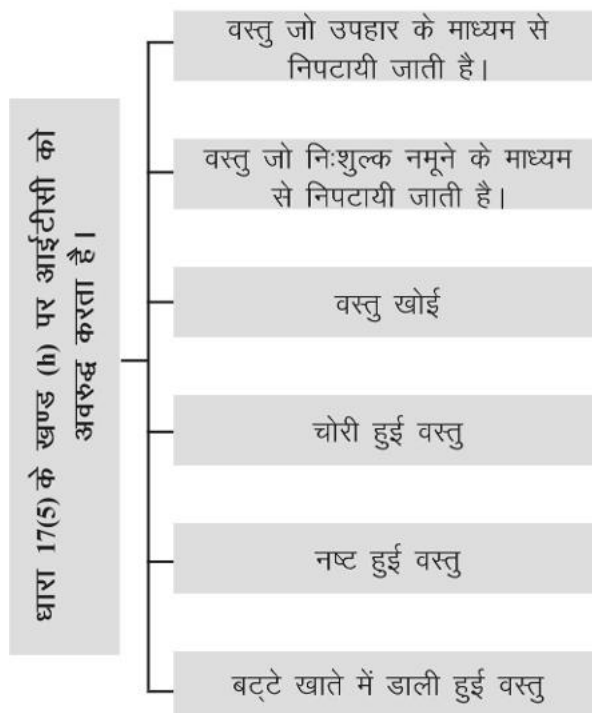 धारा 17(5) के खण्ड (h) पर आईटीसी को
अवरुद्ध करता है।
वस्तु जो उपहार के माध्यम से
निपटायी जाती है।
वस्तु जो निःशुल्क नमूने के माध्यम
से निपटायी जाती है।
वस्तु खोई
चोरी हुई वस्तु
नष्ट हुई वस्तु
बट्टे खाते में डाली हुई वस्तु